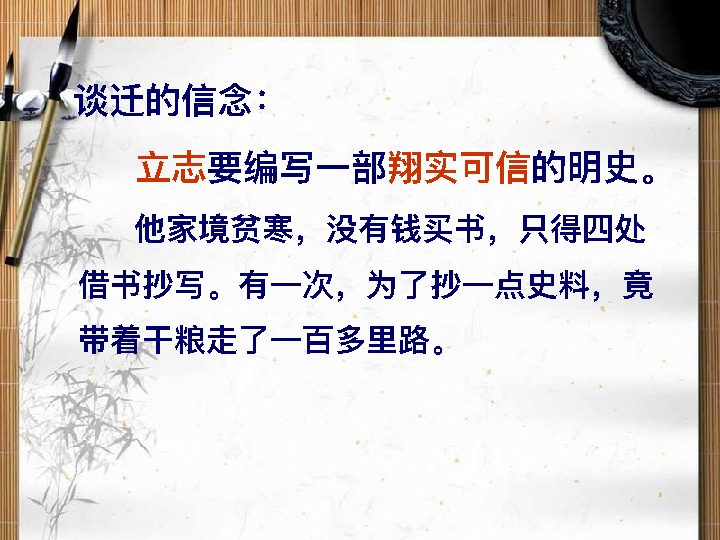 谈迁的信念：
立志要编写一部翔实可信的明史。
他家境贫寒，没有钱买书，只得四处
借书抄写。有一次，为了抄一点史料，竟
带着干粮走了一百多里路。